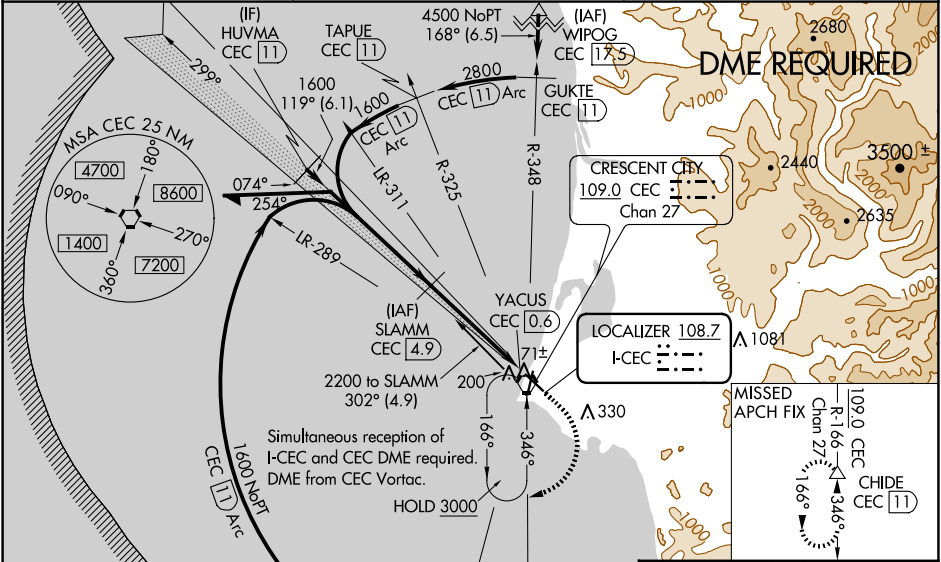 (IF)
HUVMA
CEC 11
TAPUE
CEC 11
4500 NoPT
168° (6.5)
(IAF)
WIPOG
CEC 17.5
2680
2000
DME REQUIRED
299°
1600
119° (6.1)
1600
2800
CEC 11 Arc
CEC 11
Arc
GUKTE
CEC 11
1000
1000
MSA CEC 25 NM
180°
4700
8600
090°
270°
1400
7200
360°
074°
254°
LR-289
LR-311
R-325
R-348
CRESCENT CITY
109.0 CEC
Chan 27
2440
3500 ±
2000
2635
2000
1000
1000
(IAF)
SLAMM
CEC 4.9
YACUS
CEC 0.6
LOCALIZER 108.7
I-CEC
1081
71±
200
2200 to SLAMM
302° (4.9)
330
166°
346°
Simultaneous reception of
I-CEC and CEC DME required.
DME from CEC Vortac.
HOLD 3000
1600 NoPT
CEC 11 Arc
MISSED
APCH FIX
109.0 CEC
R-166
Chan 27
CHIDE
CEC 11
166°
346°
1000